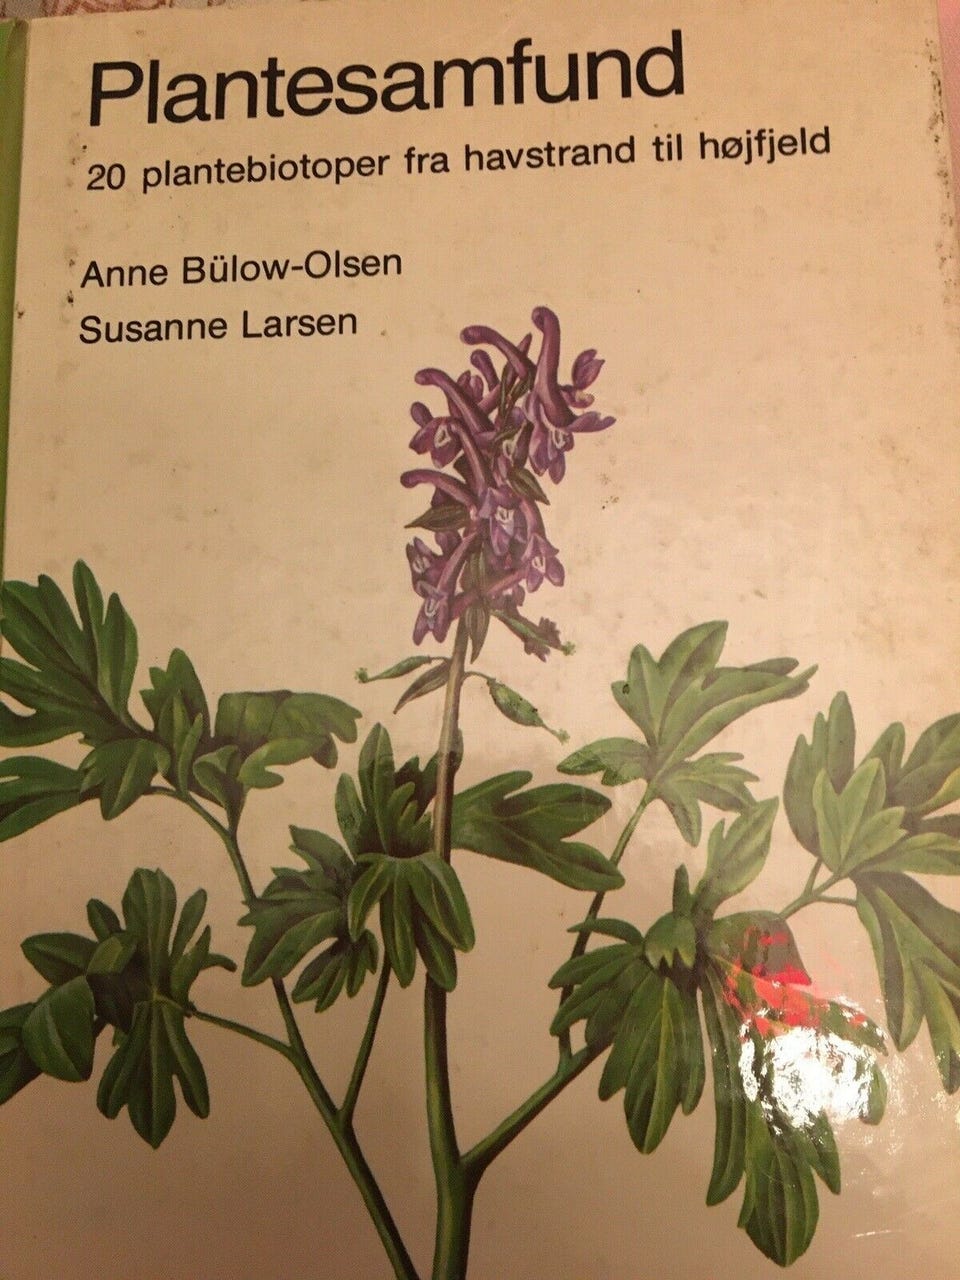 Plantesamfund
20 plantebiotoper fra havstrand til højfjeld
Anne Bülow-Olsen
Susanne Larsen